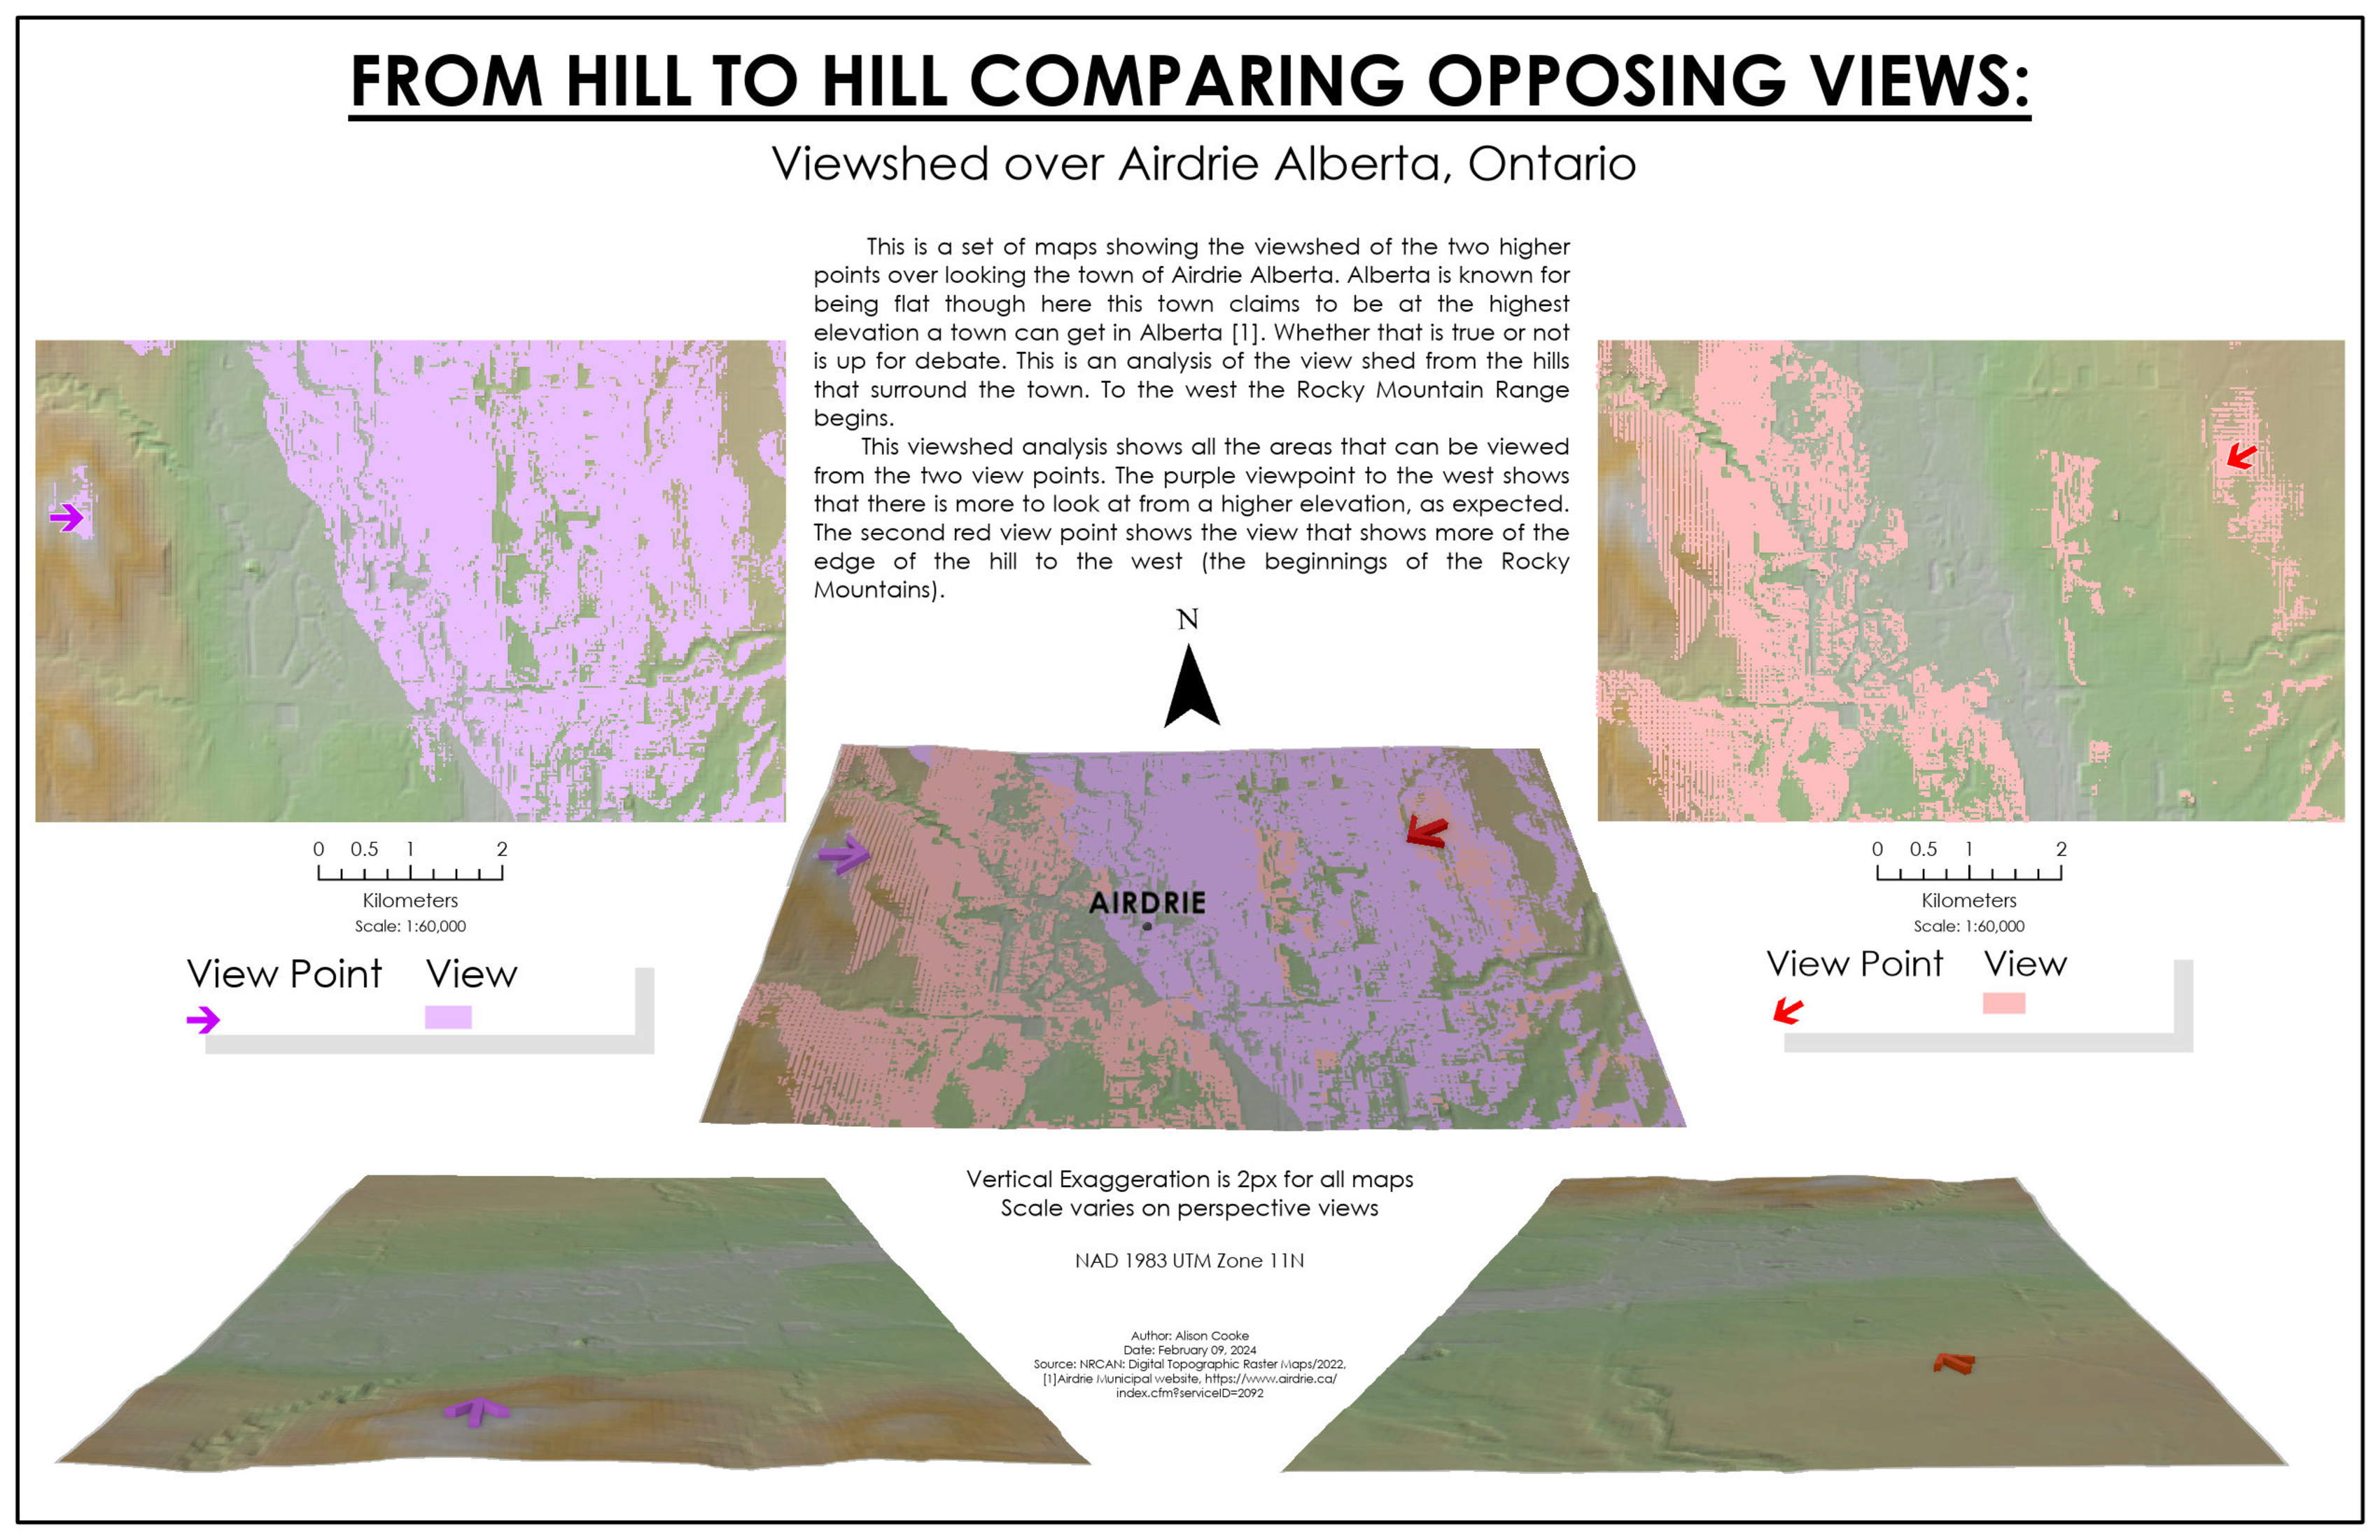 FROM HILL TO HILL COMPARING OPPOSING VIEWS:
Viewshed over Airdrie Alberta, Ontario
This is a set of maps showing the viewshed of the two higher
points over looking the town of Airdrie Alberta. Alberta is known for
being flat though here this town claims to be at the highest
elevation a town can get in Alberta [1]. Whether that is true or not
is up for debate. This is an analysis of the view shed from the hills
that surround the town. To the west the Rocky Mountain Range
begins.
This viewshed analysis shows all the areas that can be viewed
from the two view points. The purple viewpoint to the west shows
that there is more to look at from a higher elevation, as expected.
The second red view point shows the view that shows more of the
edge of the hill to the west (the beginnings of the Rocky
Mountains).
N
0 0.5 1 2
Kilometers
Scale: 1:60,000
View Point View
AIRDRIE
0 0.5 1 2
Kilometers
Scale: 1:60,000
View Point View
Vertical Exaggeration is 2px for all maps
Scale varies on perspective views
NAD 1983 UTM Zone 11N
Author: Alison Cooke
Date: February 09, 2024
Source: NRCAN: Digital Topographic Raster Maps/2022,
[1]Airdrie Municipal website, https://www.airdrie.ca/
index.cfm?serviceID=2092